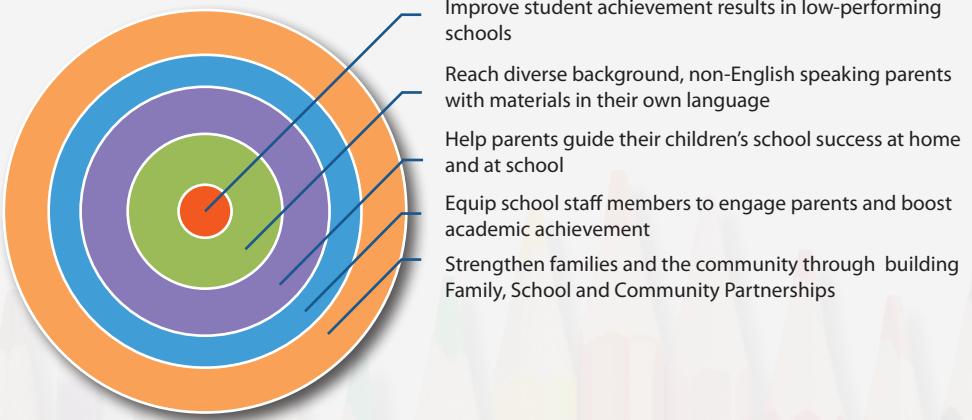 Improve student achievement results in low-performing
schools
Reach diverse background, non-English speaking parents
with materials in their own language
Help parents guide their children's school success at home
and at school
Equip school staff members to engage parents and boost
academic achievement
Strengthen families and the community through  building
Family, School and Community Partnerships